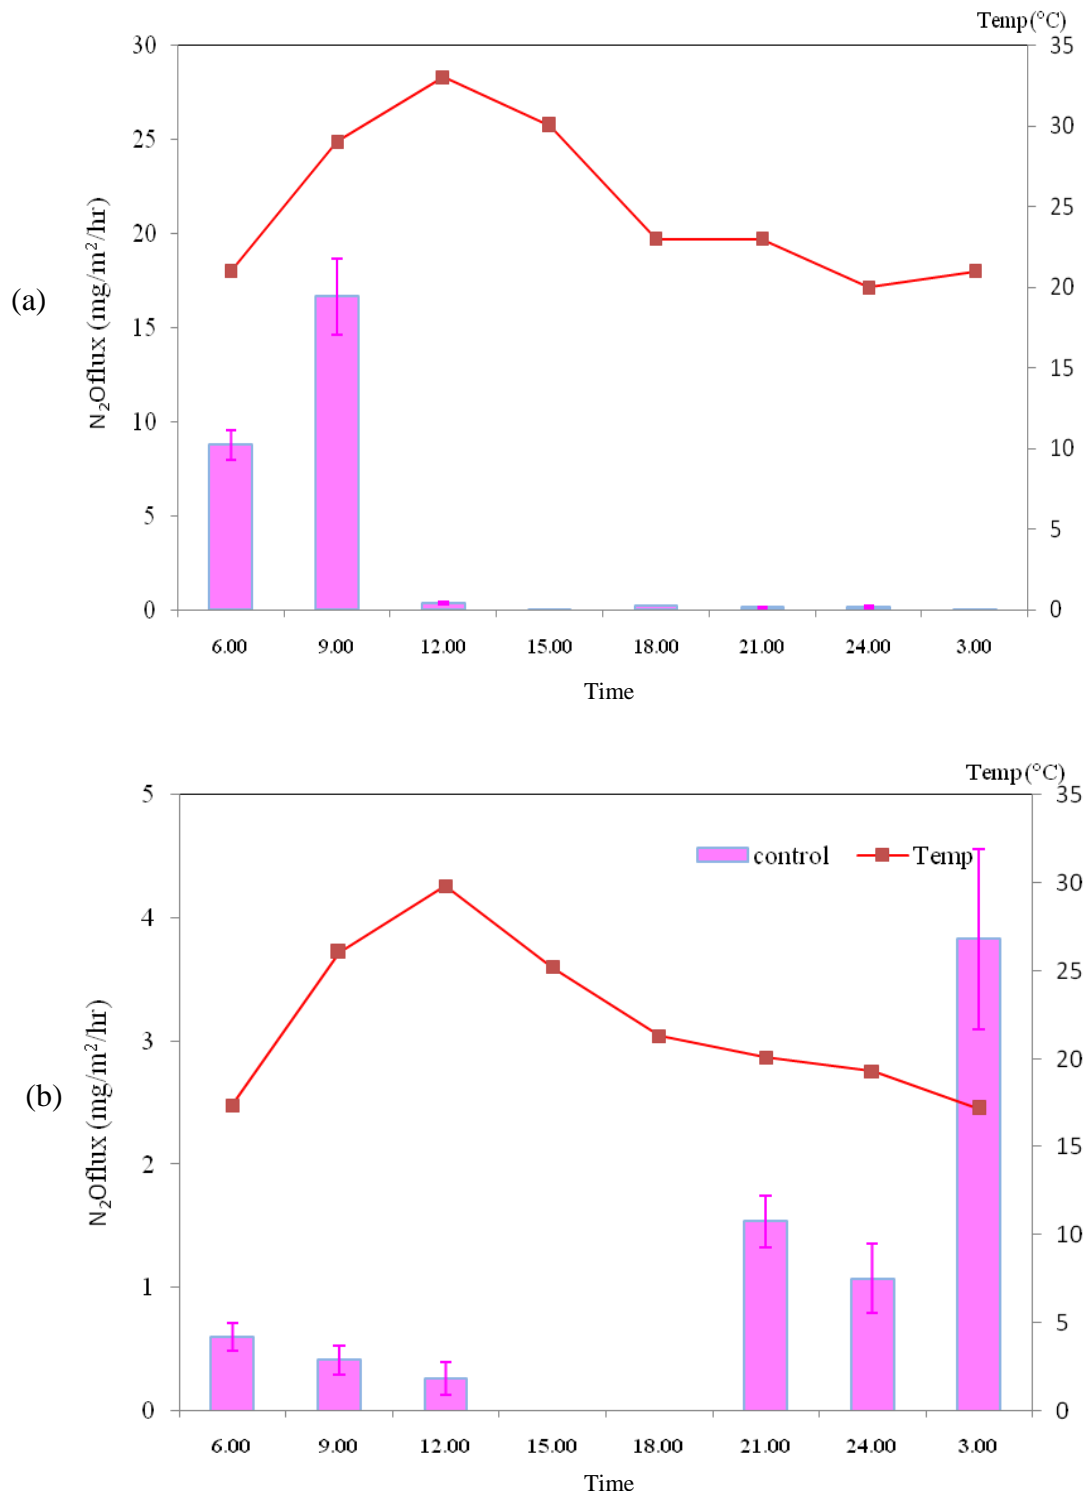 Temp(°C)
30 35
25 30
20 25
(a) N₂Oflux (mg/m²/hr) 20
15 15
10 10
5 5
0 0
6.00 9.00 12.00 15.00 18.00 21.00 24.00 3.00
Time
Temp(°C)
5 35
control Temp 30
4 25
3 20
(b) N₂Oflux (mg/m²/hr)
2 15
10
1 5
0 0
6.00 9.00 12.00 15.00 18.00 21.00 24.00 3.00
Time